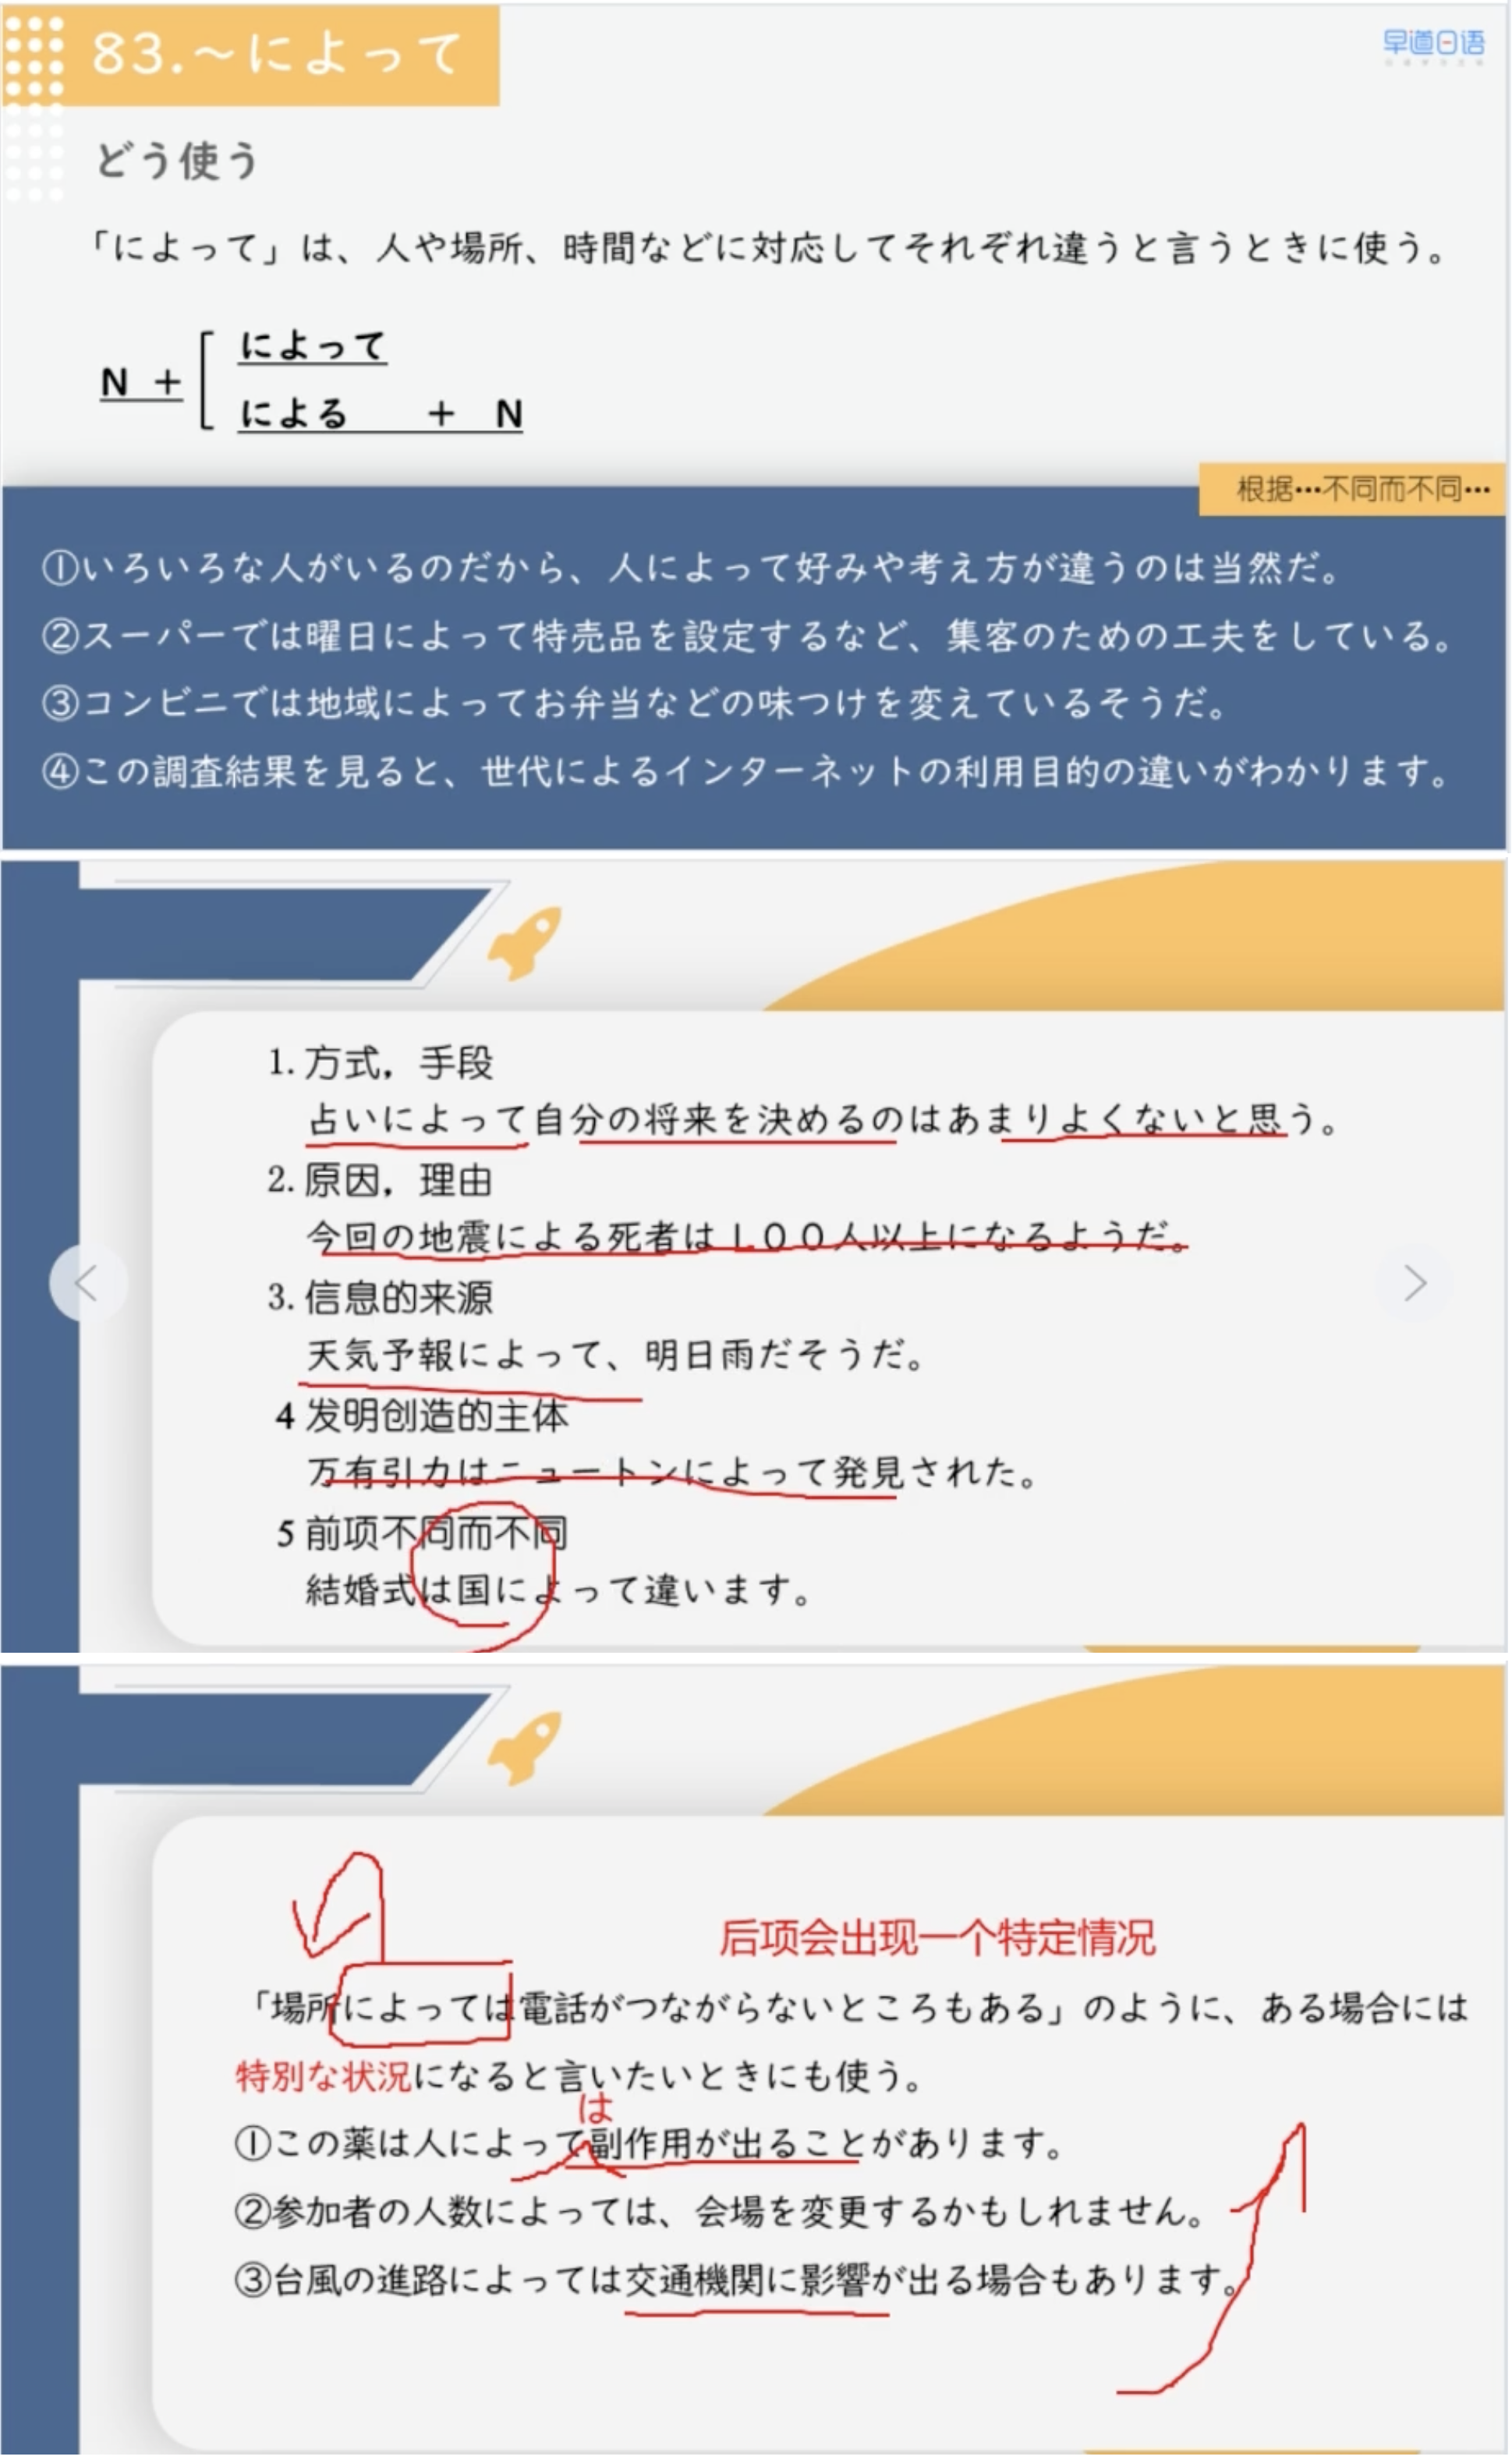 83.～によって
早道日语
どう使う
「によって」は、人や場所、時間などに対応してそれぞれ違うと言うときに使う。
によって
N ＋
による ＋ N
根据…不同而不同…
①いろいろな人がいるのだから、人によって好みや考え方が違うのは当然だ。
②スーパーでは曜日によって特売品を設定するなど、集客のための工夫をしている。
③コンビニでは地域によってお弁当などの味つけを変えているそうだ。
④この調査結果を見ると、世代によるインターネットの利用目的の違いがわかります。
1. 方式，手段
占いによって自分の将来を決めるのはあまりよくないと思う。
2. 原因，理由
今回の地震による死者は１００人以上になるようだ。
3. 信息的来源
天気予報によって、明日雨だそうだ。
4 发明创造的主体
万有引力はニュートンによって発見された。
5 前项不同而不同
結婚式は国によって違います。
后项会出现一个特定情况
「場所によっては電話がつながらないところもある」のように、ある場合には
特別な状況になると言いたいときにも使う。
は
①この薬は人によって副作用が出ることがあります。
②参加者の人数によっては、会場を変更するかもしれません。
③台風の進路によっては交通機関に影響が出る場合もあります。